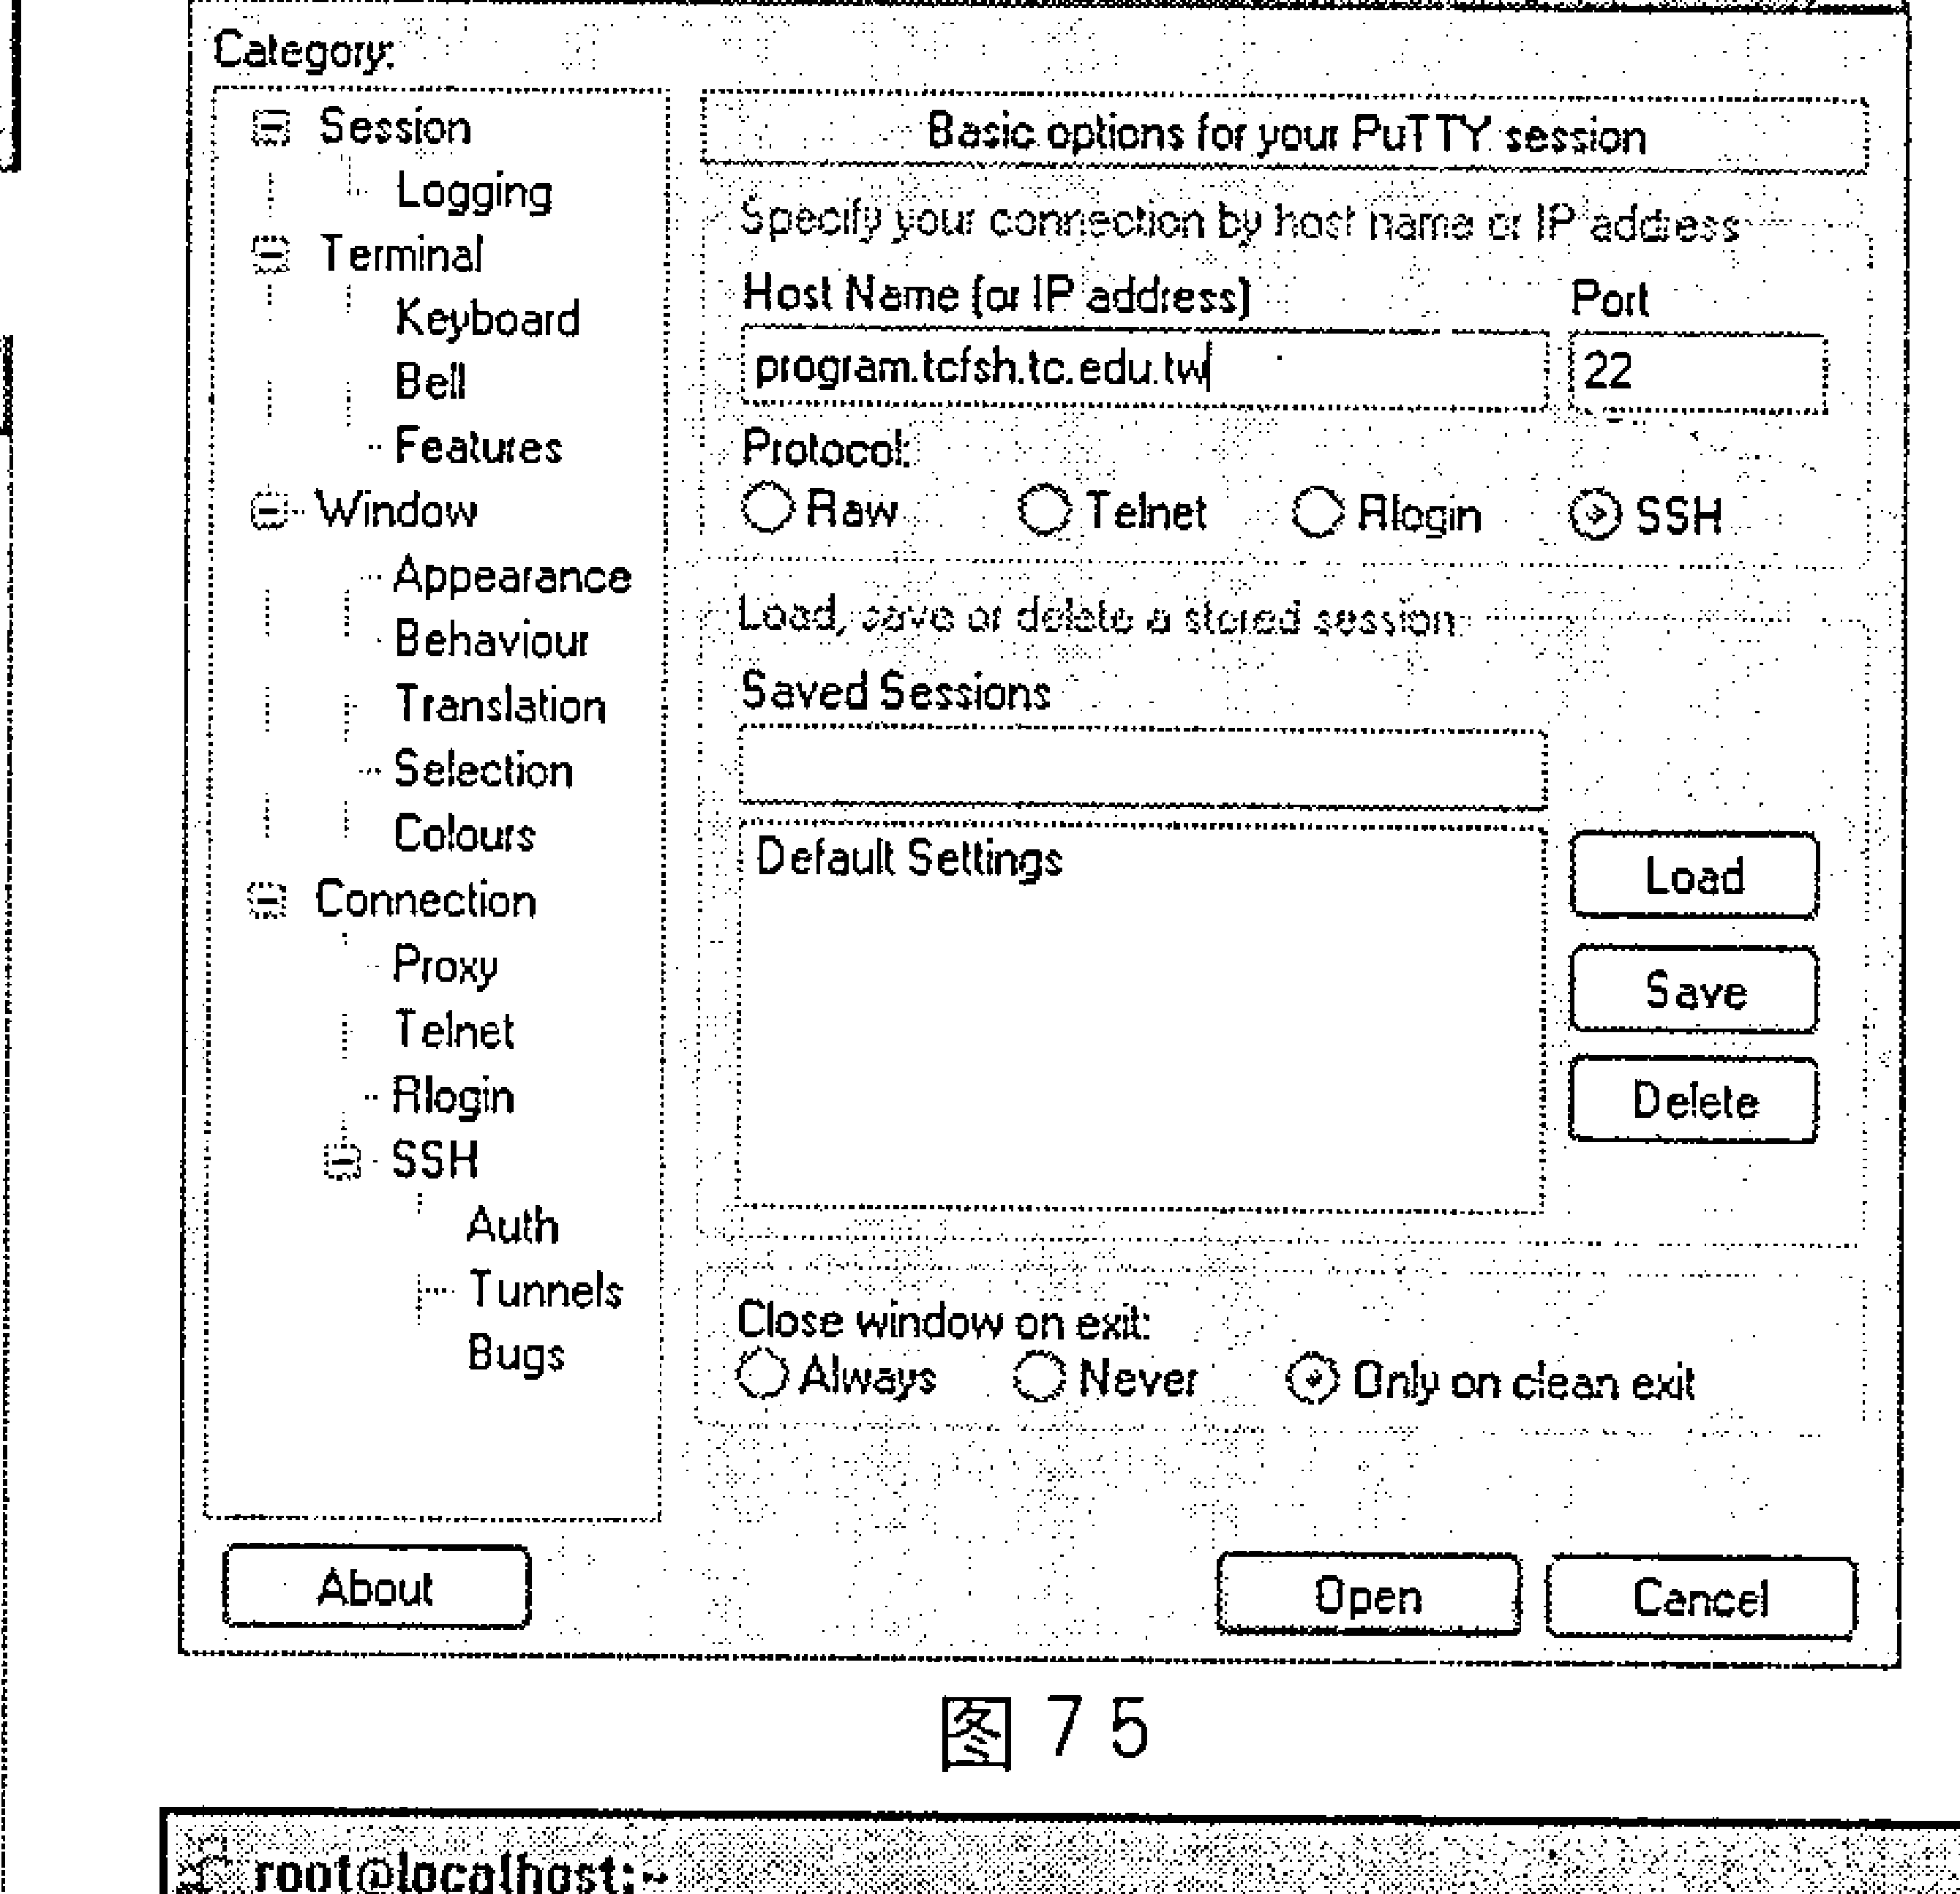 Category:
Session
Logging
Terminal
Keyboard
Bell
Features
Window
Appearance
Behaviour
Translation
Selection
Colours
Connection
Proxy
Telnet
Rlogin
SSH
Auth
Tunnels
Bugs
Basic options for your PuTTY session
Specify your connection by host name or IP address
Host Name (or IP address) Port
program.tcfsh.tc.edu.tw 22
Protocol:
Raw Telnet Rlogin SSH
Load, save or delete a stored session
Saved Sessions
Default Settings
Load
Save
Delete
Close window on exit:
Always Never Only on clean exit
About Open Cancel
图 7 5
root@localhost:~